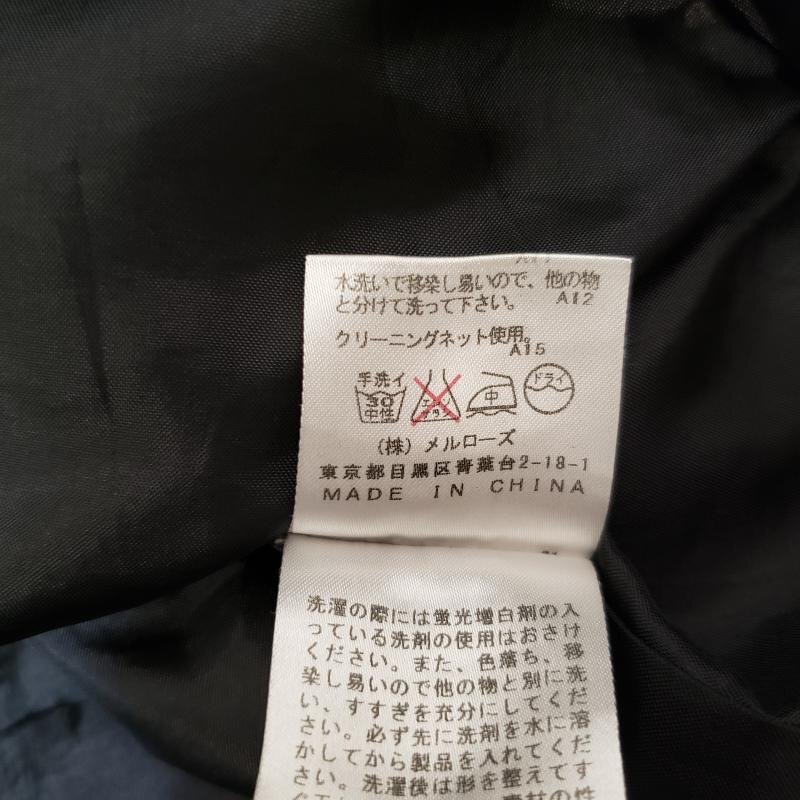 水洗いで移染し易いので、他の物
と分けて洗って下さい。 A12
クリーニングネット使用。
A15
手洗イ
30
中性
エンソ
サラシ
中
ドライ
(株) メルローズ
東京都目黒区青葉台2-18-1
MADE IN CHINA
洗濯の際には蛍光増白剤の入
っている洗剤の使用はおさけ
ください。また、色落ち、移
染し易いので他の物と別に洗
い、すすぎを充分にしてくだ
さい。必ず先に洗剤を水に溶
かしてから製品を入れてくだ
さい。洗濯後は形を整えてす